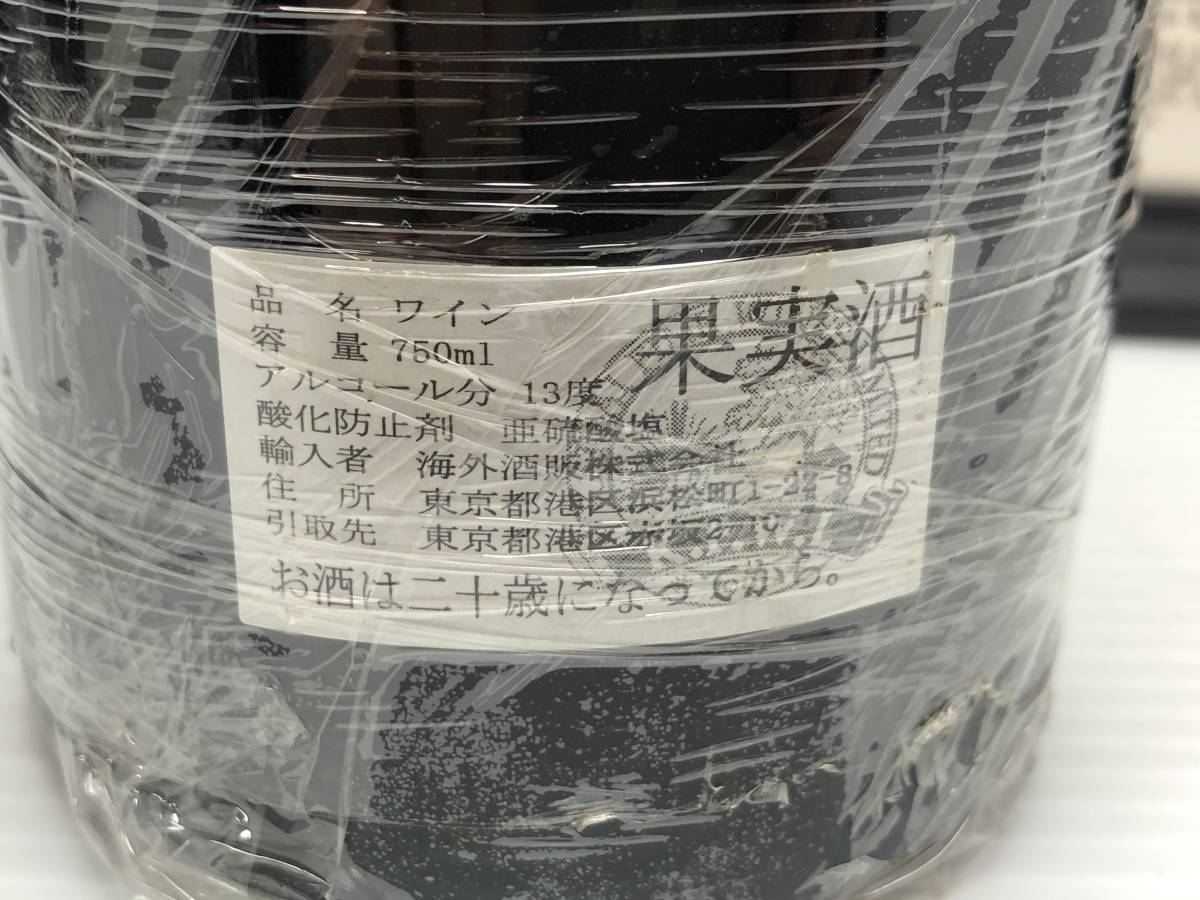 品 名 ワイン
果実酒
容 量 750ml
アルコール分 13度
酸化防止剤 亜硫酸塩
輸入者 海外酒販株式会社
住 所 東京都港区浜松町1-22-8
引取先 東京都港区赤坂
お酒は二十歳になってから。